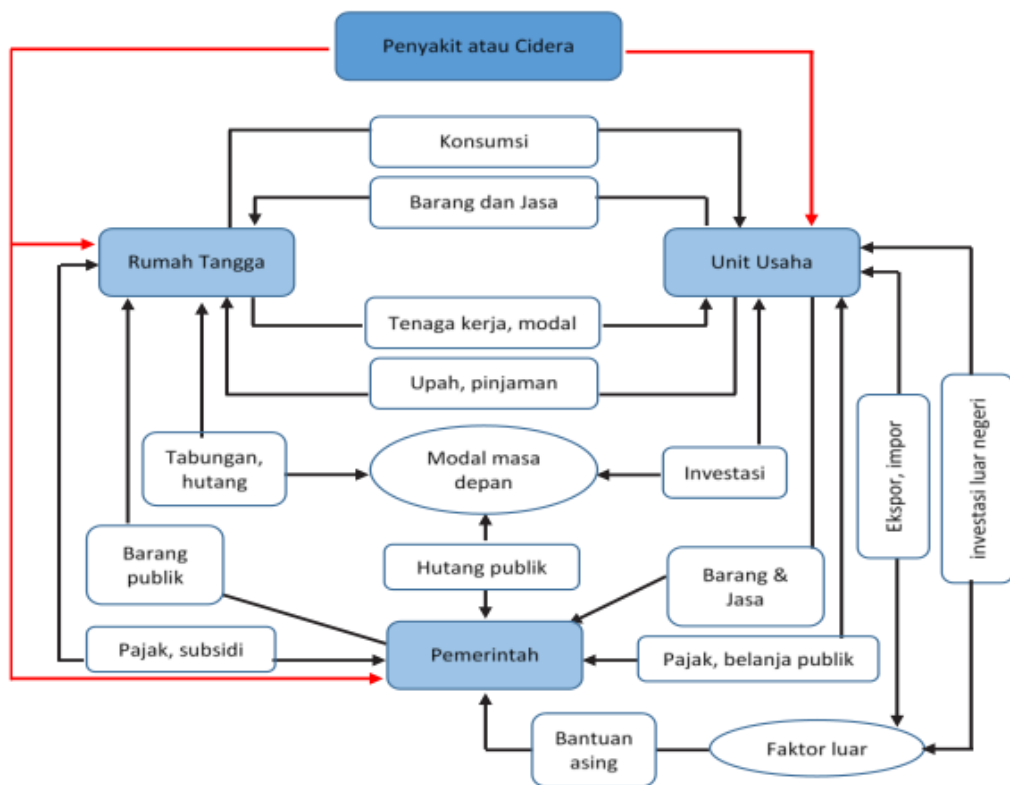 Penyakit atau Cidera
Konsumsi
Barang dan Jasa
Rumah Tangga
Unit Usaha
Tenaga kerja, modal
Upah, pinjaman
Tabungan,
hutang
Modal masa
depan
Investasi
Ekspor, impor
investasi luar negeri
Barang
publik
Hutang publik
Barang &
Jasa
Pajak, subsidi
Pemerintah
Pajak, belanja publik
Bantuan
asing
Faktor luar